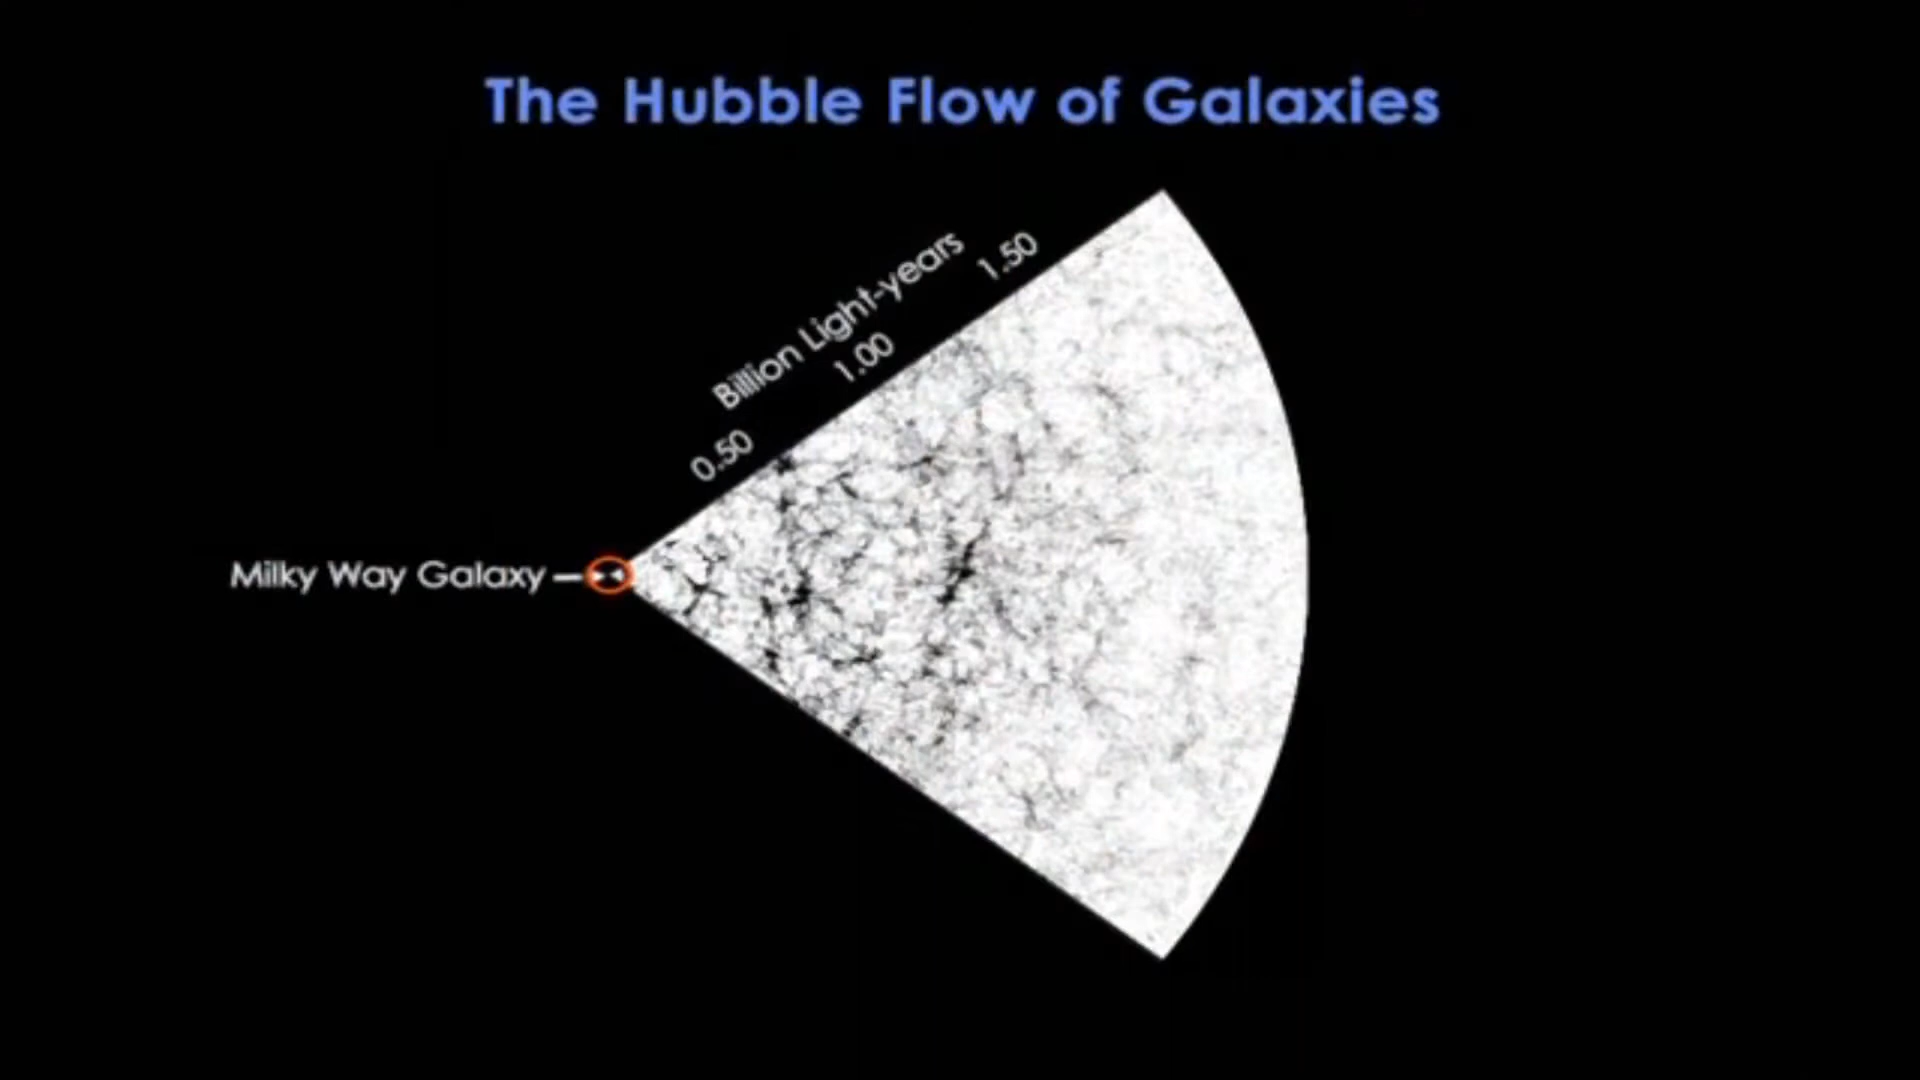 The Hubble Flow of Galaxies
Billion Light-years
0.50
1.00
1.50
Milky Way Galaxy